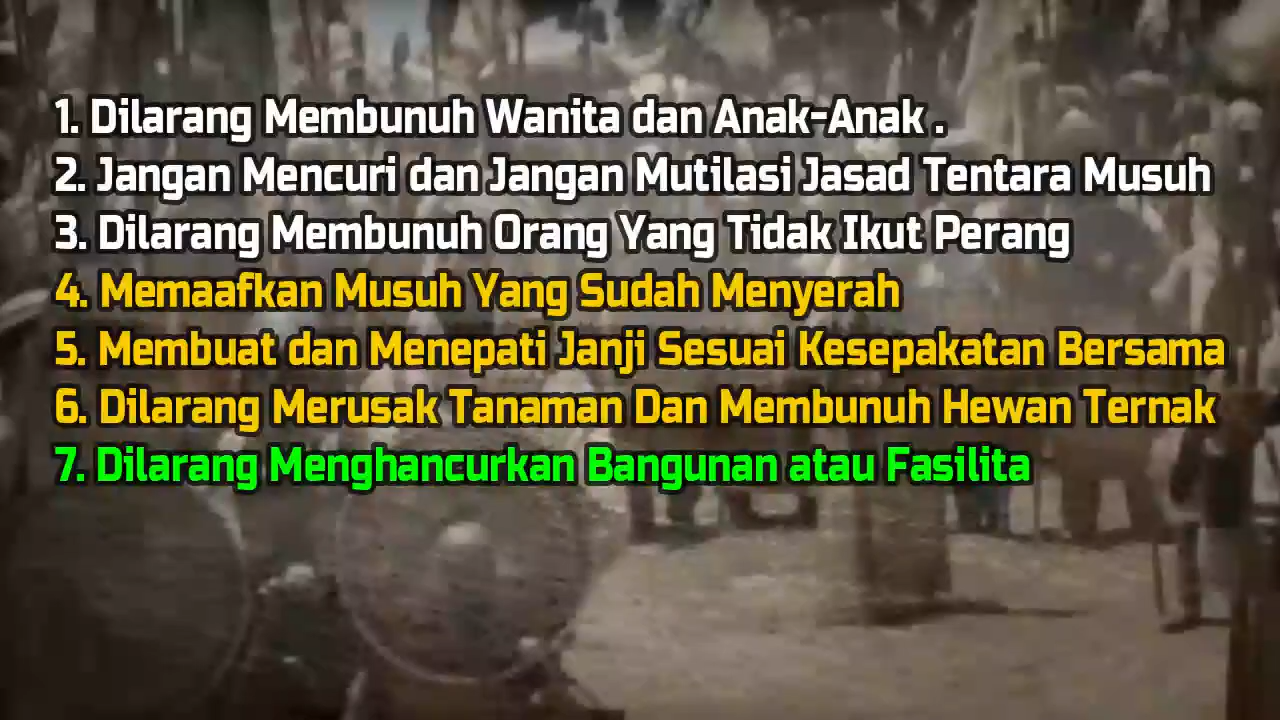 1. Dilarang Membunuh Wanita dan Anak-Anak .
2. Jangan Mencuri dan Jangan Mutilasi Jasad Tentara Musuh
3. Dilarang Membunuh Orang Yang Tidak Ikut Perang
4. Memaafkan Musuh Yang Sudah Menyerah
5. Membuat dan Menepati Janji Sesuai Kesepakatan Bersama
6. Dilarang Merusak Tanaman Dan Membunuh Hewan Ternak
7. Dilarang Menghancurkan Bangunan atau Fasilita